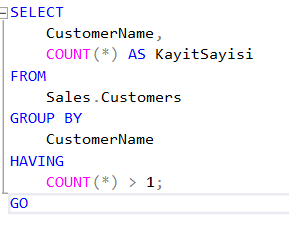 SELECT
CustomerName,
COUNT(*) AS KayitSayisi
FROM
Sales.Customers
GROUP BY
CustomerName
HAVING
COUNT(*) > 1;
GO